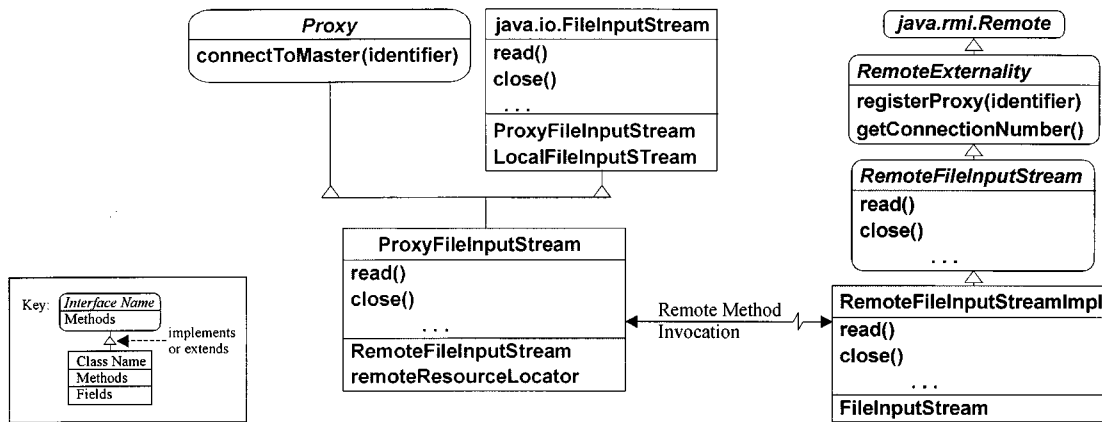 Proxy
connectToMaster(identifier)
java.io.FileInputStream
read()
close()
. . .
ProxyFileInputStream
LocalFileInputSTream
java.rmi.Remote
RemoteExternality
registerProxy(identifier)
getConnectionNumber()
RemoteFileInputStream
read()
close()
. . .
ProxyFileInputStream
read()
close()
. . .
RemoteFileInputStream
remoteResourceLocator
Remote Method
Invocation
RemoteFileInputStreamImpl
read()
close()
. . .
FileInputStream
Key:
Interface Name
Methods
implements
or extends
Class Name
Methods
Fields